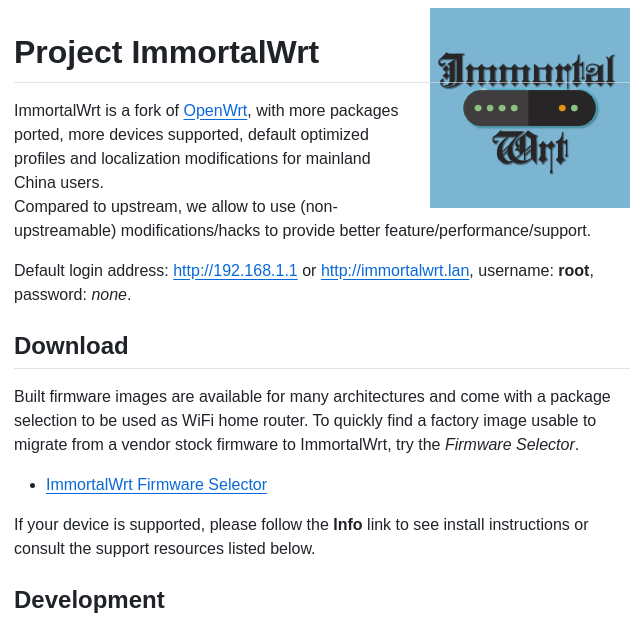 Immortal
Wrt
Project ImmortalWrt
ImmortalWrt is a fork of OpenWrt, with more packages
ported, more devices supported, default optimized
profiles and localization modifications for mainland
China users.
Compared to upstream, we allow to use (non-
upstreamable) modifications/hacks to provide better feature/performance/support.
Default login address: http://192.168.1.1 or http://immortalwrt.lan, username: root,
password: none.
Download
Built firmware images are available for many architectures and come with a package
selection to be used as WiFi home router. To quickly find a factory image usable to
migrate from a vendor stock firmware to ImmortalWrt, try the Firmware Selector.
• ImmortalWrt Firmware Selector
If your device is supported, please follow the Info link to see install instructions or
consult the support resources listed below.
Development